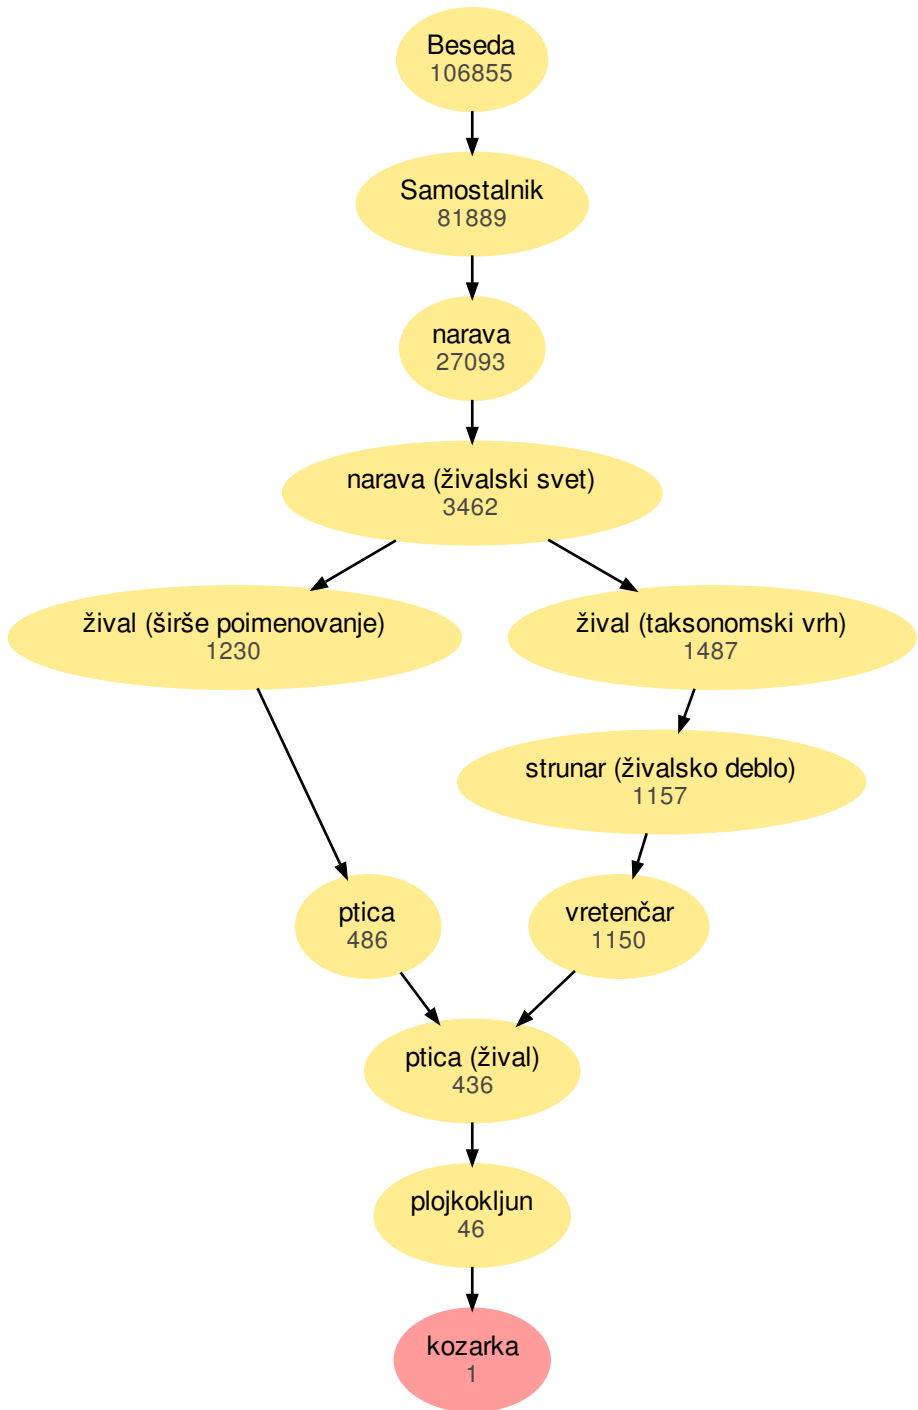 Beseda
106855
Samostalnik
81889
narava
27093
narava (živalski svet)
3462
žival (širše poimenovanje)
1230
žival (taksonomski vrh)
1487
strunar (živalsko deblo)
1157
ptica
486
vretenčar
1150
ptica (žival)
436
plojkokljun
46
kozarka
1